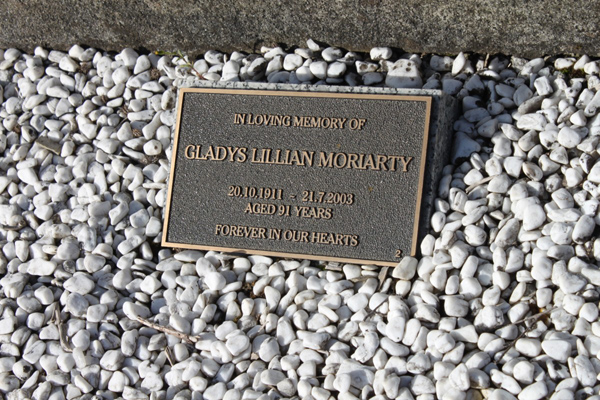 IN LOVING MEMORY OF
GLADYS LILLIAN MORIARTY
20.10.1911 - 21.7.2003
AGED 91 YEARS
FOREVER IN OUR HEARTS
2